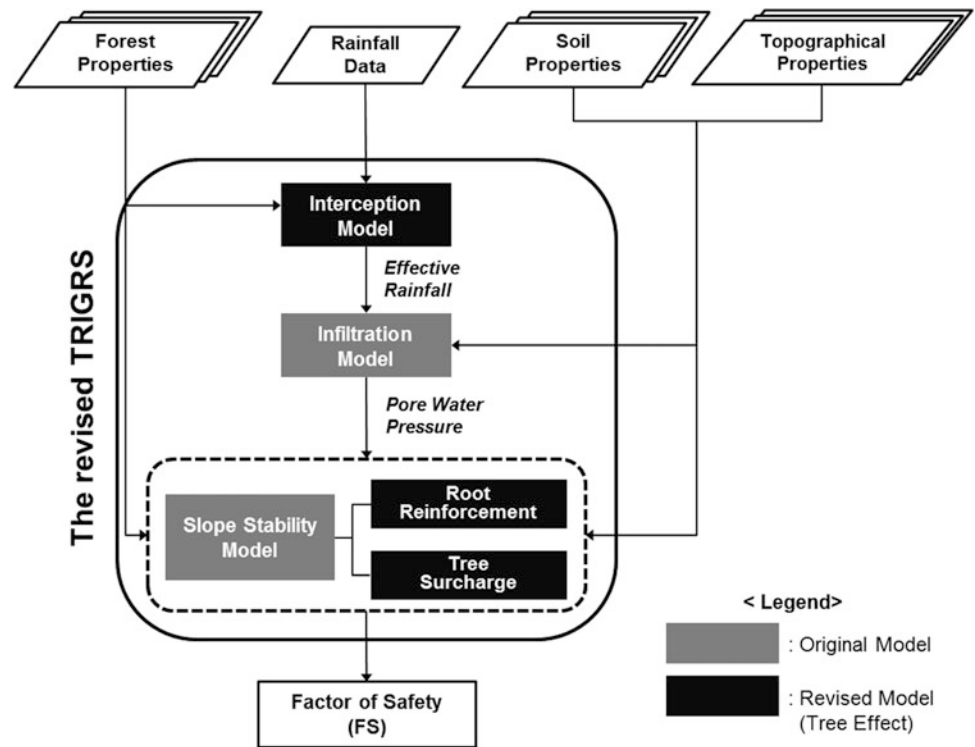 Forest
Properties
Rainfall
Data
Soil
Properties
Topographical
Properties
The revised TRIGRS
Interception
Model
Effective
Rainfall
Infiltration
Model
Pore Water
Pressure
Slope Stability
Model
Root
Reinforcement
Tree
Surcharge
Factor of Safety
(FS)
< Legend>
: Original Model
: Revised Model
(Tree Effect)